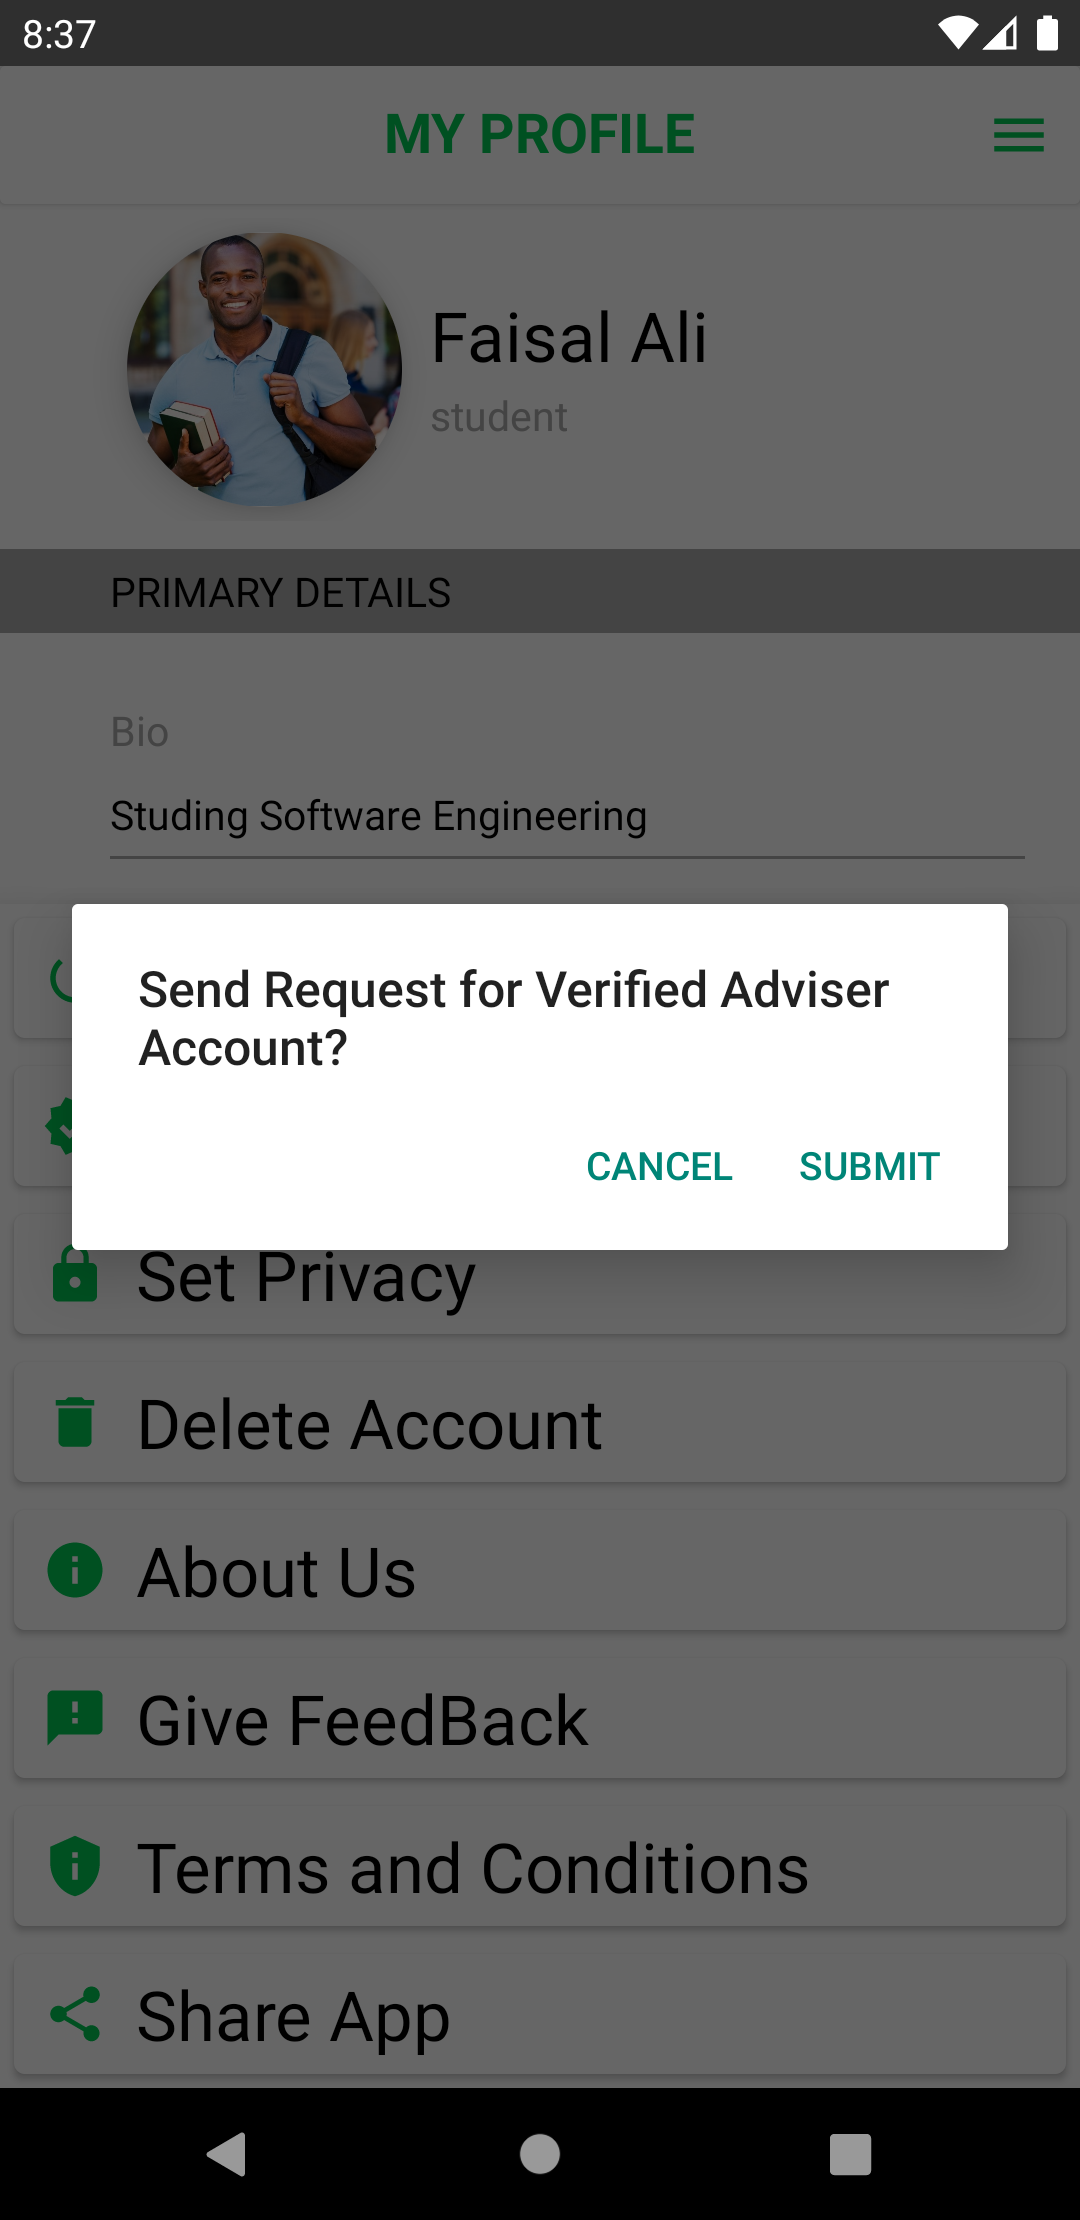 8:37
MY PROFILE
Faisal Ali
student
PRIMARY DETAILS
Bio
Studing Software Engineering
Send Request for Verified Adviser
Account?
CANCEL SUBMIT
Set Privacy
Delete Account
About Us
Give FeedBack
Terms and Conditions
Share App